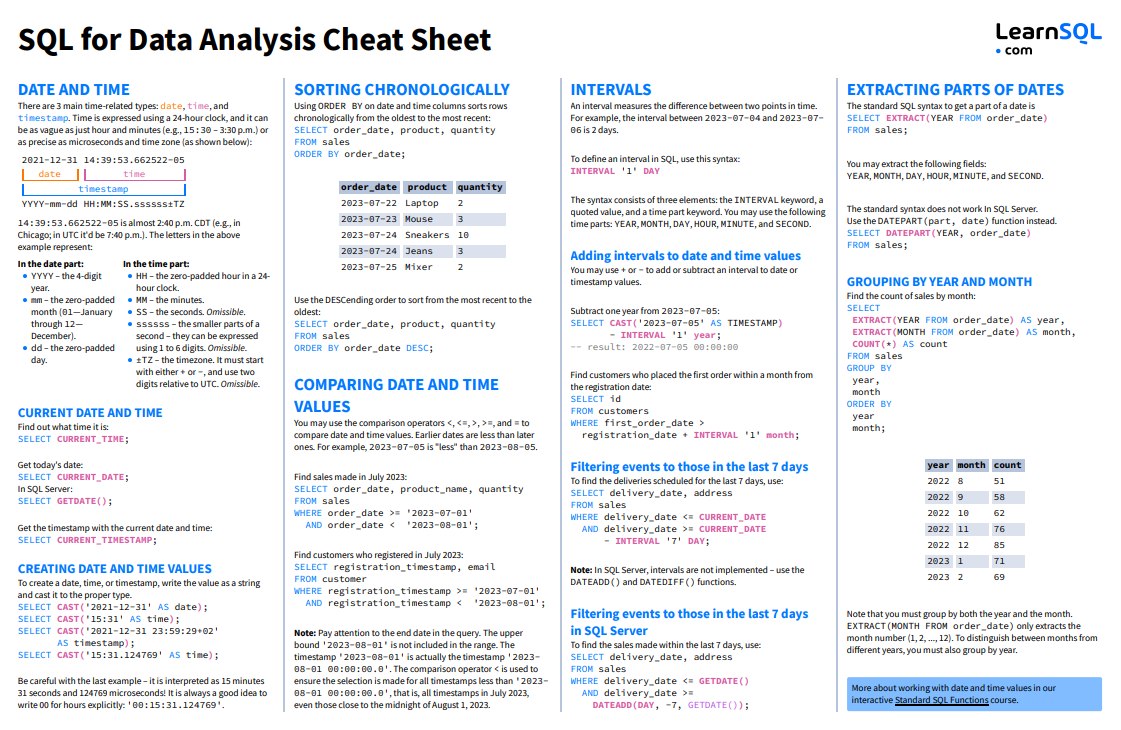 SQL for Data Analysis Cheat Sheet
LearnSQL
• com
DATE AND TIME
There are 3 main time-related types: date, time, and
timestamp. Time is expressed using a 24-hour clock, and it can
be as vague as just hour and minutes (e.g., 15:30 – 3:30 p.m.) or
as precise as microseconds and time zone (as shown below):
2021-12-31 14:39:53.662522-05
date time
timestamp
YYYY-mm-dd HH:MM:SS.ssssss±TZ
14:39:53.662522-05 is almost 2:40 p.m. CDT (e.g., in
Chicago; in UTC it'd be 7:40 p.m.). The letters in the above
example represent:
In the date part:
• YYYY – the 4-digit
year.
• mm – the zero-padded
month (01—January
through 12—
December).
• dd – the zero-padded
day.
In the time part:
• HH – the zero-padded hour in a 24-
hour clock.
• MM – the minutes.
• SS – the seconds. Omissible.
• ssssss – the smaller parts of a
second – they can be expressed
using 1 to 6 digits. Omissible.
• ±TZ – the timezone. It must start
with either + or −, and use two
digits relative to UTC. Omissible.
CURRENT DATE AND TIME
Find out what time it is:
SELECT CURRENT_TIME;
Get today's date:
SELECT CURRENT_DATE;
In SQL Server:
SELECT GETDATE();
Get the timestamp with the current date and time:
SELECT CURRENT_TIMESTAMP;
CREATING DATE AND TIME VALUES
To create a date, time, or timestamp, write the value as a string
and cast it to the proper type.
SELECT CAST('2021-12-31' AS date);
SELECT CAST('15:31' AS time);
SELECT CAST('2021-12-31 23:59:29+02'
AS timestamp);
SELECT CAST('15:31.124769' AS time);
Be careful with the last example – it is interpreted as 15 minutes
31 seconds and 124769 microseconds! It is always a good idea to
write 00 for hours explicitly: '00:15:31.124769'.
SORTING CHRONOLOGICALLY
Using ORDER BY on date and time columns sorts rows
chronologically from the oldest to the most recent:
SELECT order_date, product, quantity
FROM sales
ORDER BY order_date;
order_date product quantity
2023-07-22 Laptop 2
2023-07-23 Mouse 3
2023-07-24 Sneakers 10
2023-07-24 Jeans 3
2023-07-25 Mixer 2
Use the DESCending order to sort from the most recent to the
oldest:
SELECT order_date, product, quantity
FROM sales
ORDER BY order_date DESC;
COMPARING DATE AND TIME
VALUES
You may use the comparison operators <, <=, >, >=, and = to
compare date and time values. Earlier dates are less than later
ones. For example, 2023-07-05 is "less" than 2023-08-05.
Find sales made in July 2023:
SELECT order_date, product_name, quantity
FROM sales
WHERE order_date >= '2023-07-01'
AND order_date < '2023-08-01';
Find customers who registered in July 2023:
SELECT registration_timestamp, email
FROM customer
WHERE registration_timestamp >= '2023-07-01'
AND registration_timestamp < '2023-08-01';
Note: Pay attention to the end date in the query. The upper
bound '2023-08-01' is not included in the range. The
timestamp '2023-08-01' is actually the timestamp '2023-
08-01 00:00:00.0'. The comparison operator < is used to
ensure the selection is made for all timestamps less than '2023-
08-01 00:00:00.0', that is, all timestamps in July 2023,
even those close to the midnight of August 1, 2023.
INTERVALS
An interval measures the difference between two points in time.
For example, the interval between 2023-07-04 and 2023-07-
06 is 2 days.
To define an interval in SQL, use this syntax:
INTERVAL '1' DAY
The syntax consists of three elements: the INTERVAL keyword, a
quoted value, and a time part keyword. You may use the following
time parts: YEAR, MONTH, DAY, HOUR, MINUTE, and SECOND.
Adding intervals to date and time values
You may use + or − to add or subtract an interval to date or
timestamp values.
Subtract one year from 2023-07-05:
SELECT CAST('2023-07-05' AS TIMESTAMP)
- INTERVAL '1' year;
-- result: 2022-07-05 00:00:00
Find customers who placed the first order within a month from
the registration date:
SELECT id
FROM customers
WHERE first_order_date >
registration_date + INTERVAL '1' month;
Filtering events to those in the last 7 days
To find the deliveries scheduled for the last 7 days, use:
SELECT delivery_date, address
FROM sales
WHERE delivery_date <= CURRENT_DATE
AND delivery_date >= CURRENT_DATE
- INTERVAL '7' DAY;
Note: In SQL Server, intervals are not implemented – use the
DATEADD() and DATEDIFF() functions.
Filtering events to those in the last 7 days
in SQL Server
To find the sales made within the last 7 days, use:
SELECT delivery_date, address
FROM sales
WHERE delivery_date <= GETDATE()
AND delivery_date >=
DATEADD(DAY, -7, GETDATE());
EXTRACTING PARTS OF DATES
The standard SQL syntax to get a part of a date is
SELECT EXTRACT(YEAR FROM order_date)
FROM sales;
You may extract the following fields:
YEAR, MONTH, DAY, HOUR, MINUTE, and SECOND.
The standard syntax does not work In SQL Server.
Use the DATEPART(part, date) function instead.
SELECT DATEPART(YEAR, order_date)
FROM sales;
GROUPING BY YEAR AND MONTH
Find the count of sales by month:
SELECT
EXTRACT(YEAR FROM order_date) AS year,
EXTRACT(MONTH FROM order_date) AS month,
COUNT(*) AS count
FROM sales
GROUP BY
year,
month
ORDER BY
year
month;
year month count
2022 8 51
2022 9 58
2022 10 62
2022 11 76
2022 12 85
2023 1 71
2023 2 69
Note that you must group by both the year and the month.
EXTRACT(MONTH FROM order_date) only extracts the
month number (1, 2, ..., 12). To distinguish between months from
different years, you must also group by year.
More about working with date and time values in our
interactive Standard SQL Functions course.